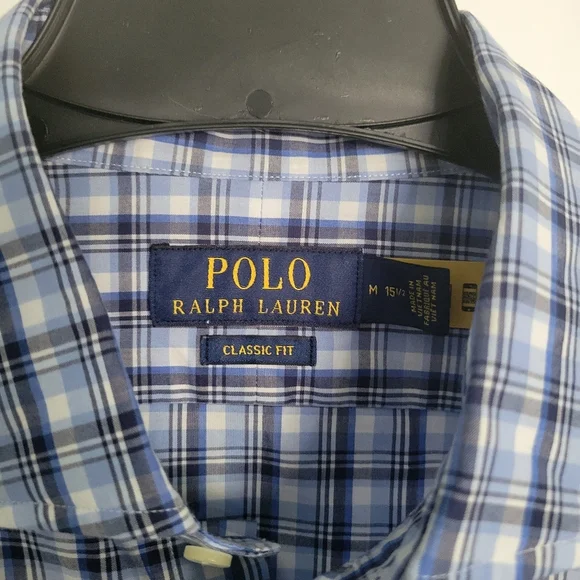 POLO
RALPH LAUREN
M 15½
MADE IN
VIETNAM
FABRIQUÉ AU
VIET NAM
CLASSIC FIT